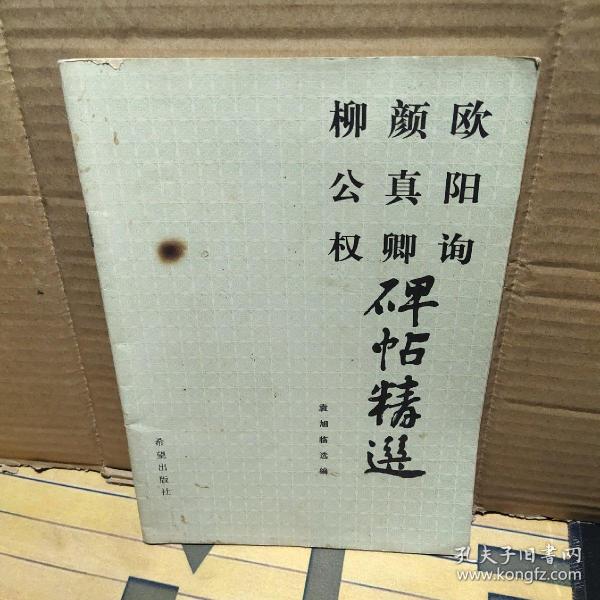 欧阳询
颜真卿
柳公权
碑帖精選
袁旭临选编
希望出版社
孔夫子旧书网
www.kongfz.com